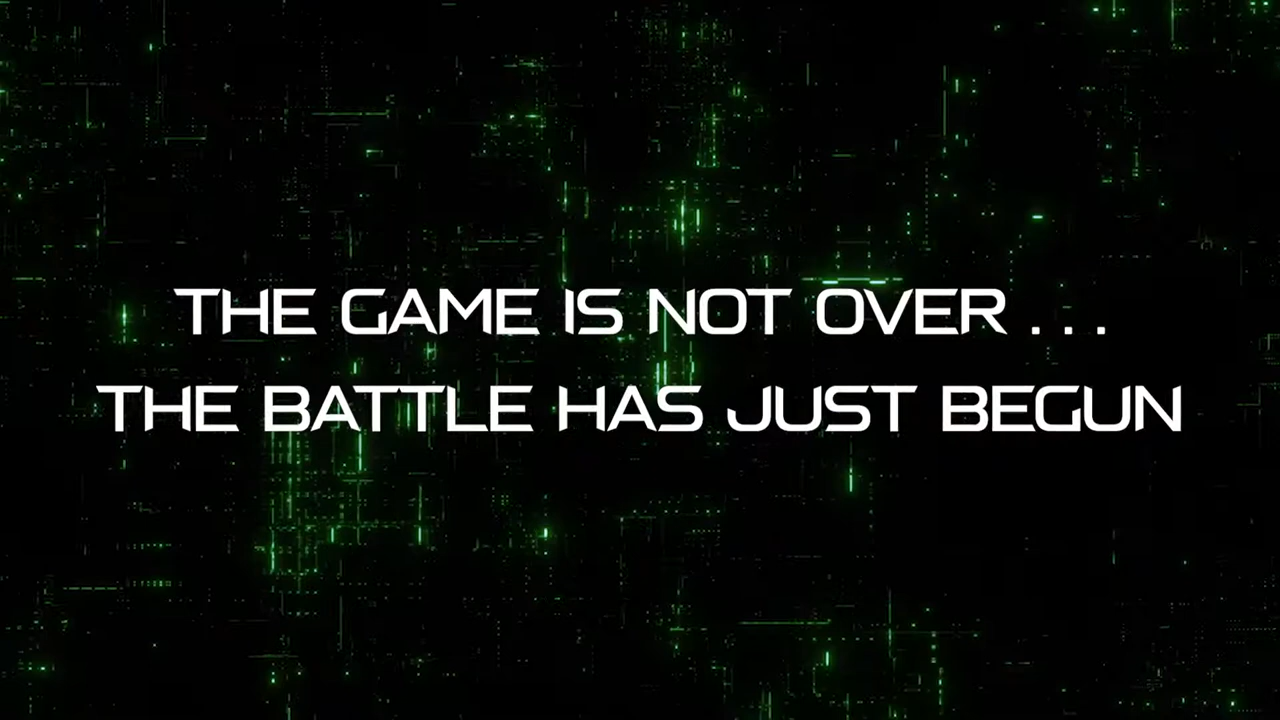 THE GAME IS NOT OVER . . .
THE BATTLE HAS JUST BEGUN